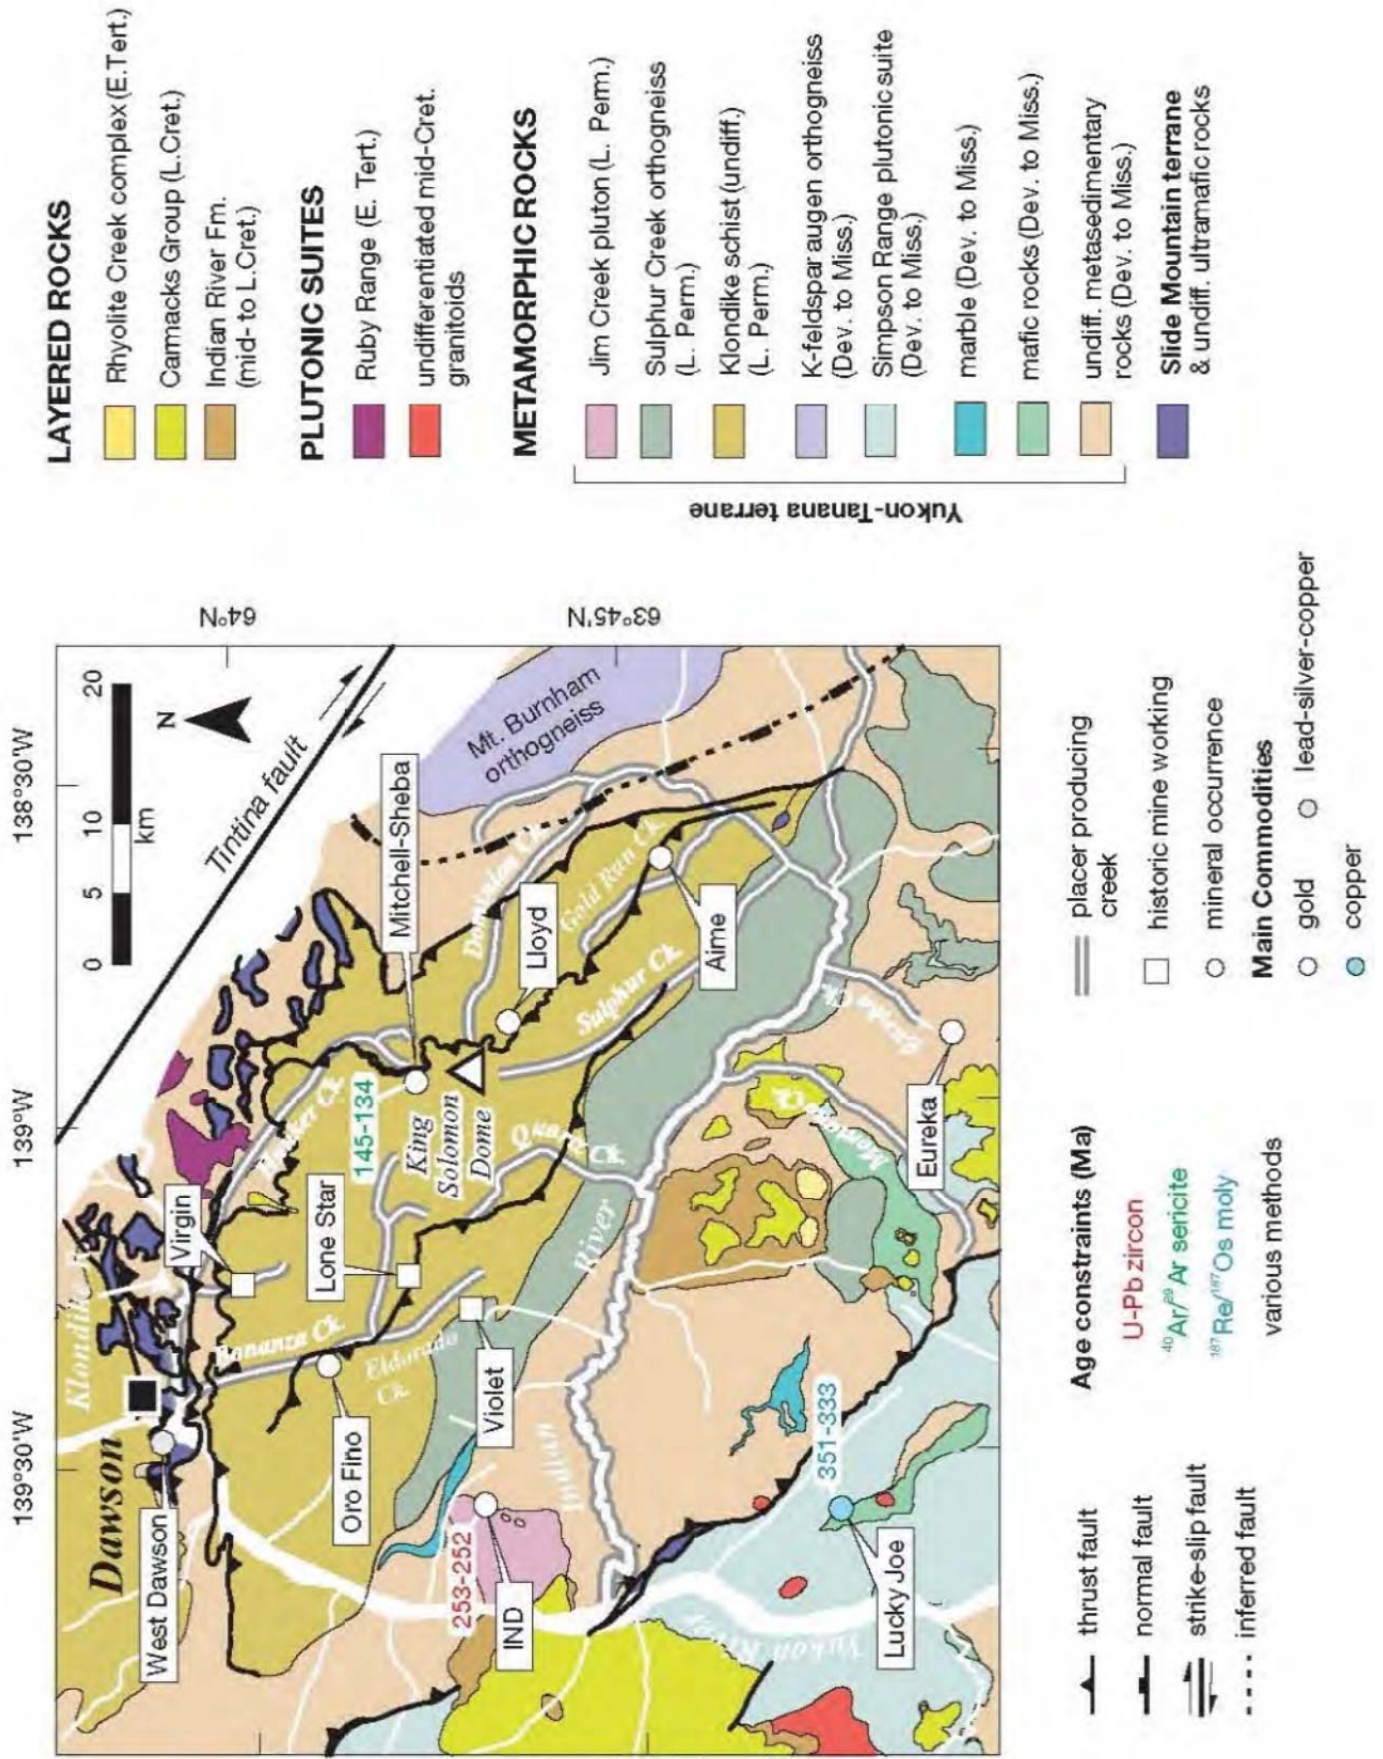 139°30'W
139°W
138°30'W
64°N
63°45'N
0
5
10
20
km
N
Tintina fault
Dawson
Klondike R.
West Dawson
Virgin
Bonanza Ck.
Hunker Ck.
Lone Star
145-134
Mitchell-Sheba
King
Solomon
Dome
Oro Fino
Eldorado
Ck.
Violet
Quartz
Ck.
Lloyd
Dominion Ck.
Gold Run Ck.
Sulphur Ck.
Aime
Mt. Burnham
orthogneiss
253-252
IND
Indian
River
Eureka Ck.
Eureka
351-333
Lucky Joe
Yukon River
LAYERED ROCKS
Rhyolite Creek complex (E.Tert.)
Carmacks Group (L.Cret.)
Indian River Fm.
(mid- to L.Cret.)
PLUTONIC SUITES
Ruby Range (E. Tert.)
undifferentiated mid-Cret.
granitoids
METAMORPHIC ROCKS
Yukon-Tanana terrane
Jim Creek pluton (L. Perm.)
Sulphur Creek orthogneiss
(L. Perm.)
Klondike schist (undiff.)
(L. Perm.)
K-feldspar augen orthogneiss
(Dev. to Miss.)
Simpson Range plutonic suite
(Dev. to Miss.)
marble (Dev. to Miss.)
mafic rocks (Dev. to Miss.)
undiff. metasedimentary
rocks (Dev. to Miss.)
Slide Mountain terrane
& undiff. ultramafic rocks
thrust fault
normal fault
strike-slip fault
inferred fault
Age constraints (Ma)
U-Pb zircon
⁴⁰Ar/³⁹Ar sericite
¹⁸⁷Re/¹⁸⁷Os moly
various methods
placer producing
creek
historic mine working
mineral occurrence
Main Commodities
gold
lead-silver-copper
copper